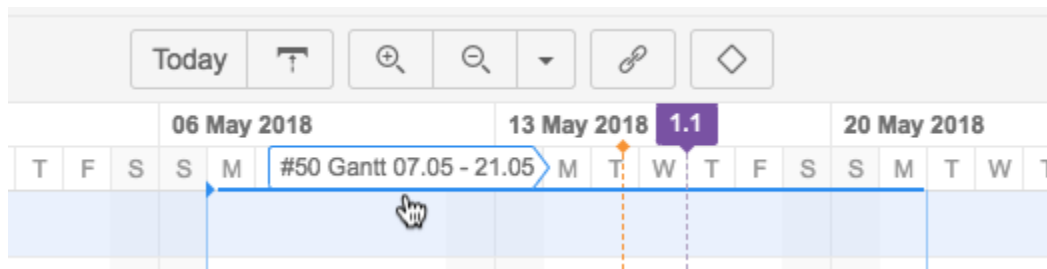 Today
06 May 2018 13 May 2018 1.1 20 May 2018
T F S S M #50 Gantt 07.05 - 21.05 M T W T F S S M T W